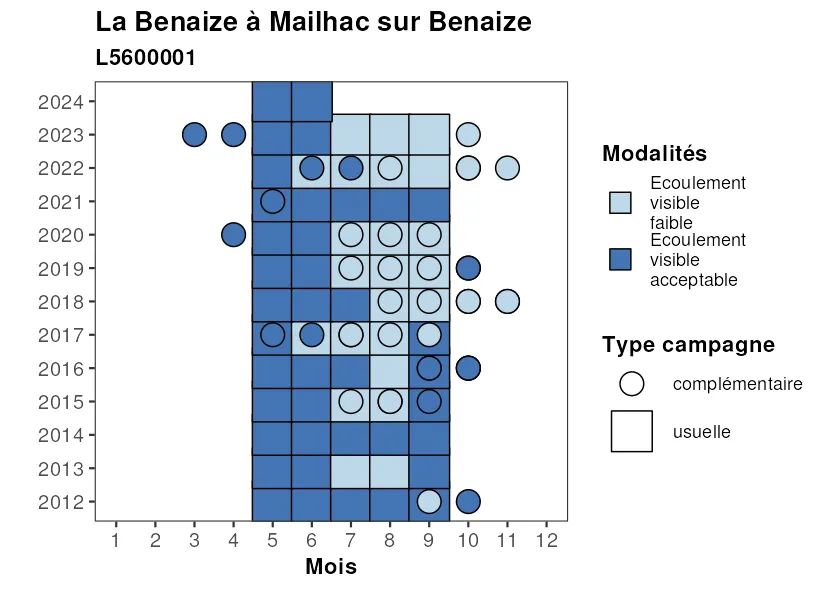 La Benaize à Mailhac sur Benaize
L5600001
2024
2023
2022
2021
2020
2019
2018
2017
2016
2015
2014
2013
2012
1 2 3 4 5 6 7 8 9 10 11 12
Mois
Modalités
Ecoulement
visible
faible
Ecoulement
visible
acceptable
Type campagne
complémentaire
usuelle